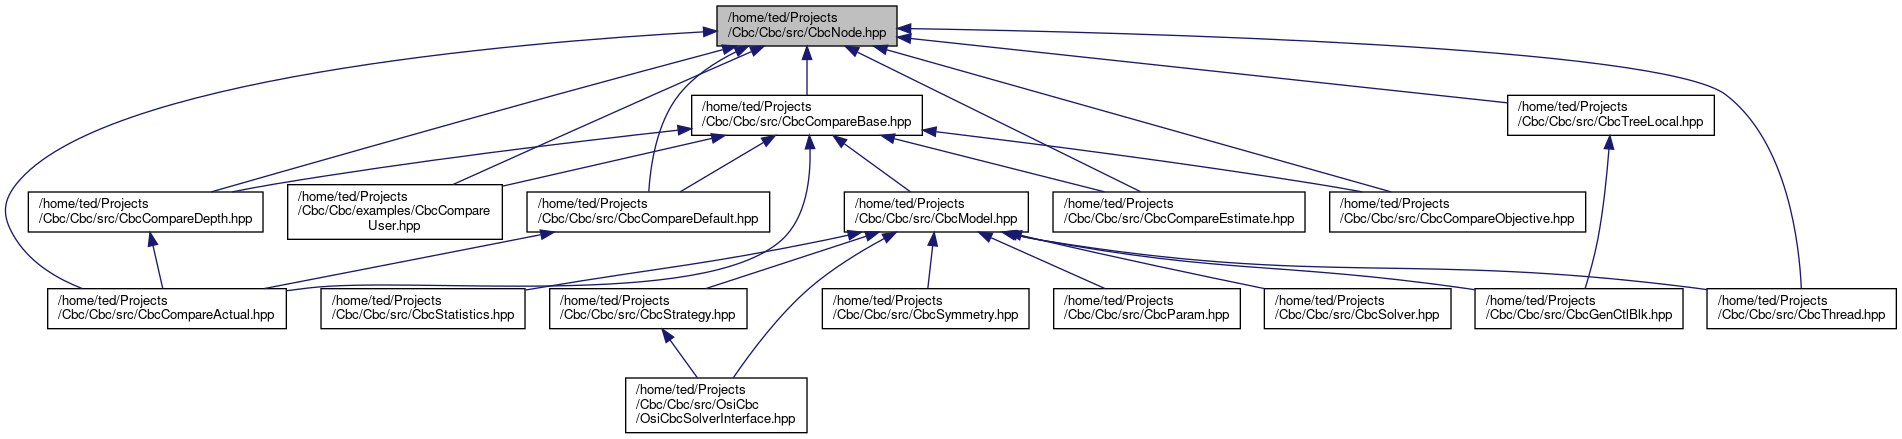 /home/ted/Projects
/Cbc/Cbc/src/CbcNode.hpp
/home/ted/Projects
/Cbc/Cbc/src/CbcCompareBase.hpp
/home/ted/Projects
/Cbc/Cbc/src/CbcTreeLocal.hpp
/home/ted/Projects
/Cbc/Cbc/src/CbcCompareDepth.hpp
/home/ted/Projects
/Cbc/Cbc/examples/CbcCompare
User.hpp
/home/ted/Projects
/Cbc/Cbc/src/CbcCompareDefault.hpp
/home/ted/Projects
/Cbc/Cbc/src/CbcModel.hpp
/home/ted/Projects
/Cbc/Cbc/src/CbcCompareEstimate.hpp
/home/ted/Projects
/Cbc/Cbc/src/CbcCompareObjective.hpp
/home/ted/Projects
/Cbc/Cbc/src/CbcCompareActual.hpp
/home/ted/Projects
/Cbc/Cbc/src/CbcStatistics.hpp
/home/ted/Projects
/Cbc/Cbc/src/CbcStrategy.hpp
/home/ted/Projects
/Cbc/Cbc/src/CbcSymmetry.hpp
/home/ted/Projects
/Cbc/Cbc/src/CbcParam.hpp
/home/ted/Projects
/Cbc/Cbc/src/CbcSolver.hpp
/home/ted/Projects
/Cbc/Cbc/src/CbcGenCtlBlk.hpp
/home/ted/Projects
/Cbc/Cbc/src/CbcThread.hpp
/home/ted/Projects
/Cbc/Cbc/src/OsiCbc
/OsiCbcSolverInterface.hpp